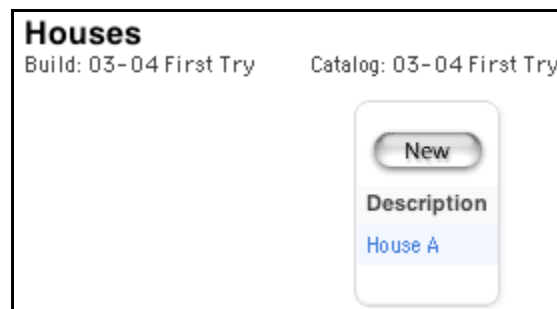 Houses
Build: 03-04 First Try Catalog: 03-04 First Try
New
Description
House A